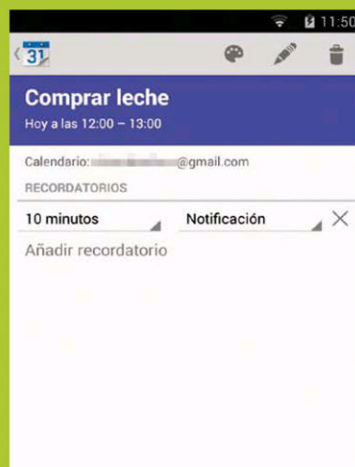 11:50
31
Comprar leche
Hoy a las 12:00 – 13:00
Calendario: @gmail.com
RECORDATORIOS
10 minutos Notificación
Añadir recordatorio